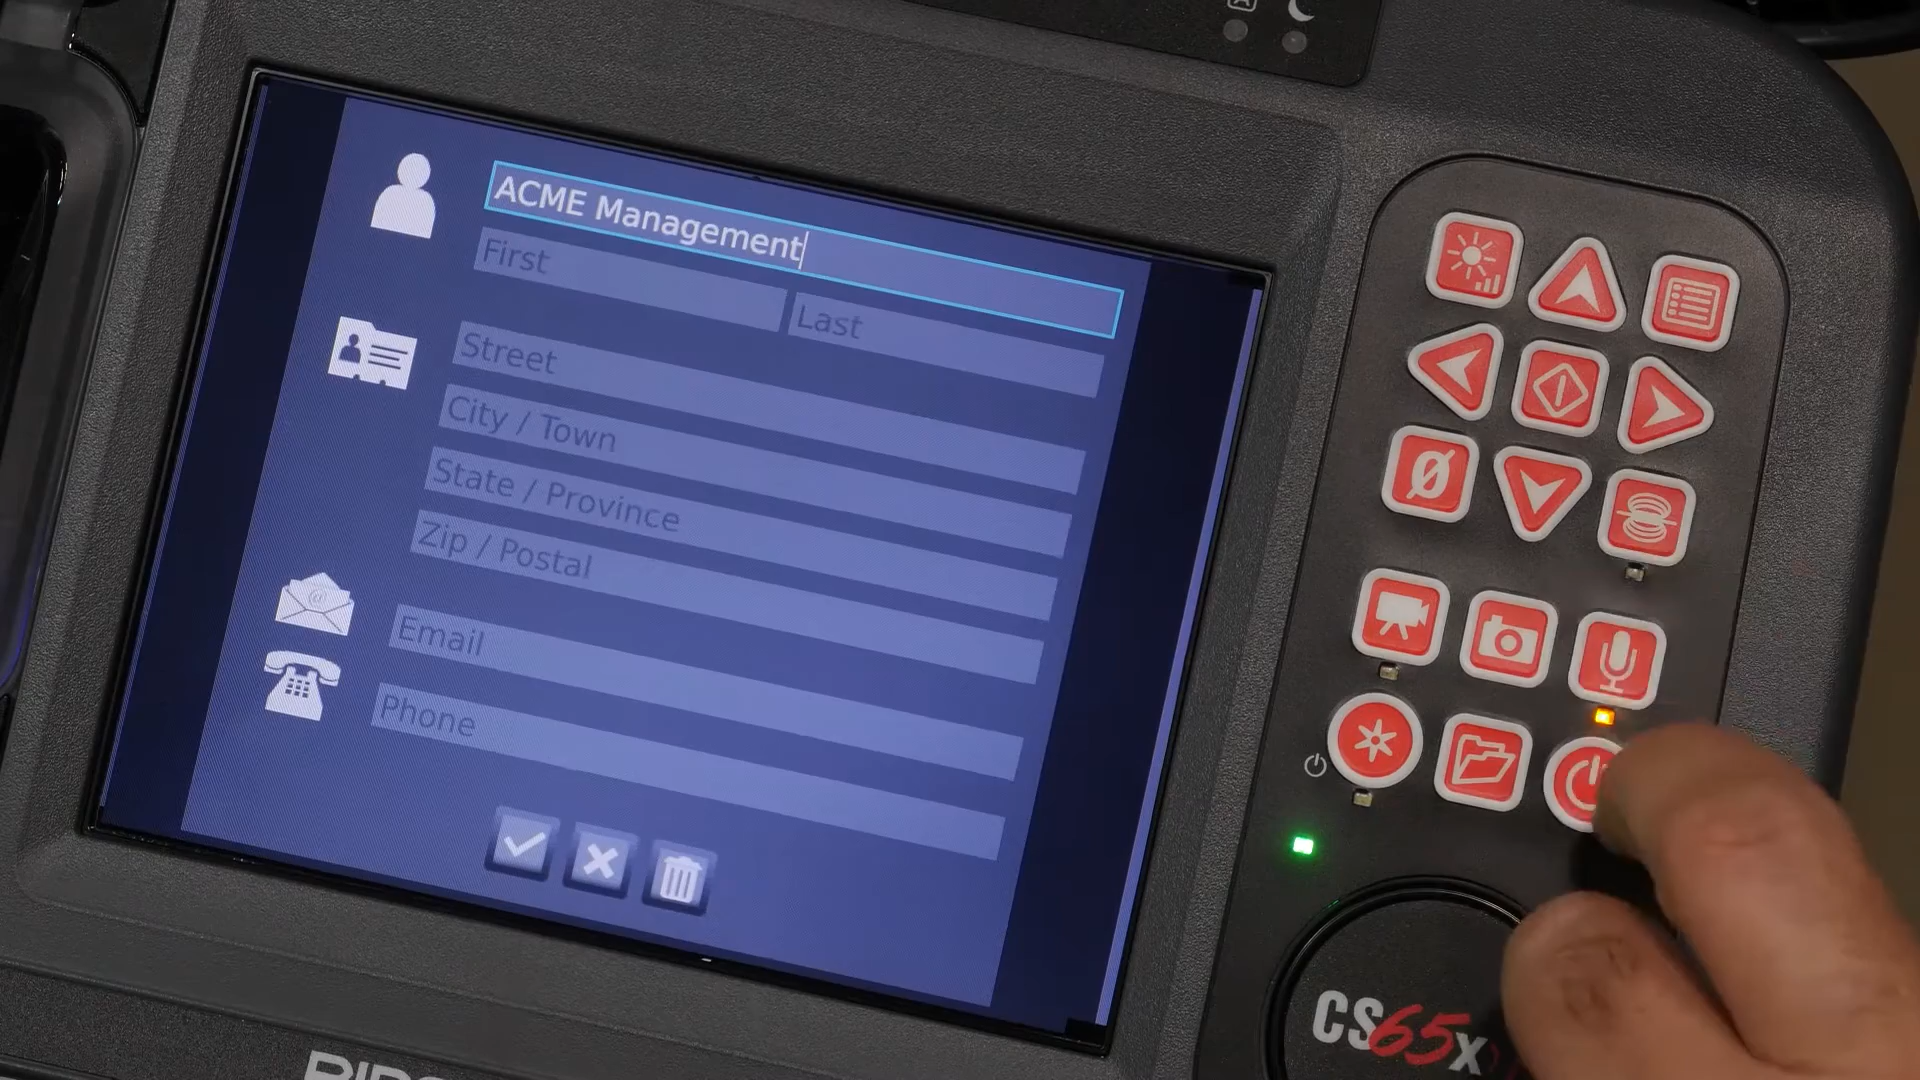 ACME Management
First
Last
Street
City / Town
State / Province
Zip / Postal
Email
Phone
CS65x